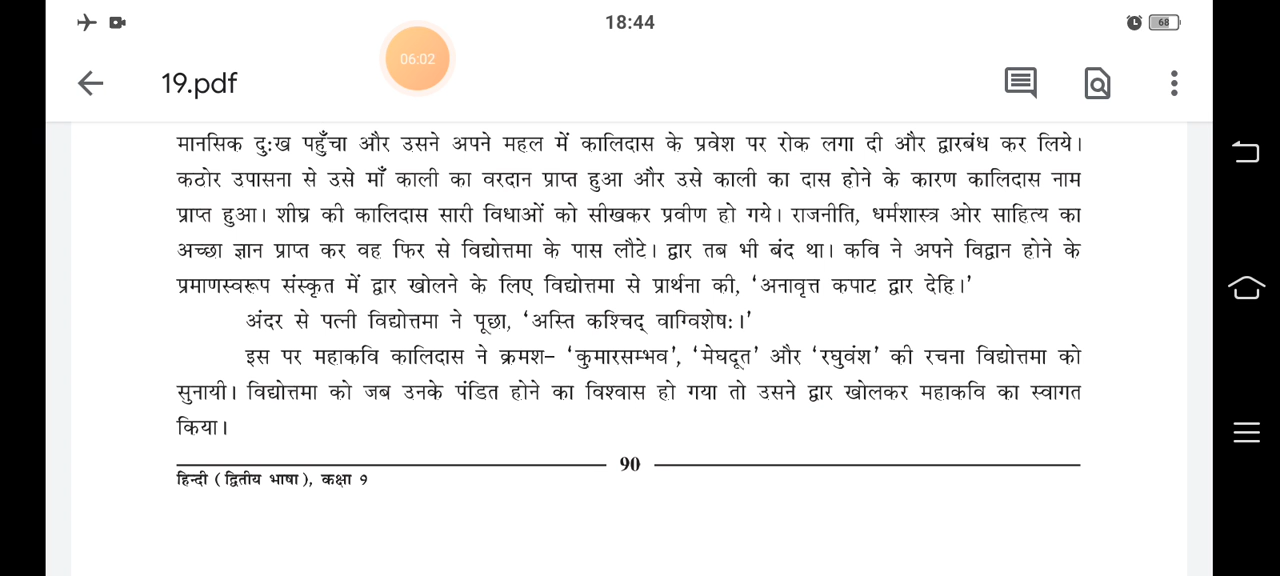 18:44
68
06:02
19.pdf
मानसिक दुःख पहुँचा और उसने अपने महल में कालिदास के प्रवेश पर रोक लगा दी और द्वारबंध कर लिये।
कठोर उपासना से उसे माँ काली का वरदान प्राप्त हुआ और उसे काली का दास होने के कारण कालिदास नाम
प्राप्त हुआ। शीघ्र की कालिदास सारी विधाओं को सीखकर प्रवीण हो गये। राजनीति, धर्मशास्त्र ओर साहित्य का
अच्छा ज्ञान प्राप्त कर वह फिर से विद्योत्तमा के पास लौटे। द्वार तब भी बंद था। कवि ने अपने विद्वान होने के
प्रमाणस्वरूप संस्कृत में द्वार खोलने के लिए विद्योत्तमा से प्रार्थना की, ‘अनावृत्त कपाट द्वार देहि।’
अंदर से पत्नी विद्योत्तमा ने पूछा, ‘अस्ति कश्चिद् वाग्विशेषः।’
इस पर महाकवि कालिदास ने क्रमश– ‘कुमारसम्भव’, ‘मेघदूत’ और ‘रघुवंश’ की रचना विद्योत्तमा को
सुनायी। विद्योत्तमा को जब उनके पंडित होने का विश्वास हो गया तो उसने द्वार खोलकर महाकवि का स्वागत
किया।
90
हिन्दी (द्वितीय भाषा), कक्षा 9